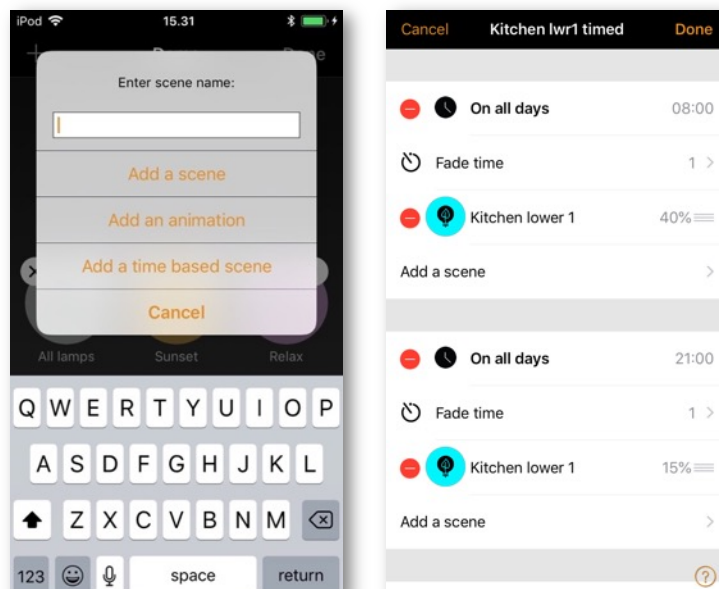 iPod 15.31
Enter scene name:
Add a scene
Add an animation
Add a time based scene
Cancel
All lamps Sunset Relax
Q W E R T Y U I O P
A S D F G H J K L
Z X C V B N M
123 space return
Cancel Kitchen lwr1 timed Done
On all days 08:00
Fade time 1
Kitchen lower 1 40%
Add a scene
On all days 21:00
Fade time 1
Kitchen lower 1 15%
Add a scene
?